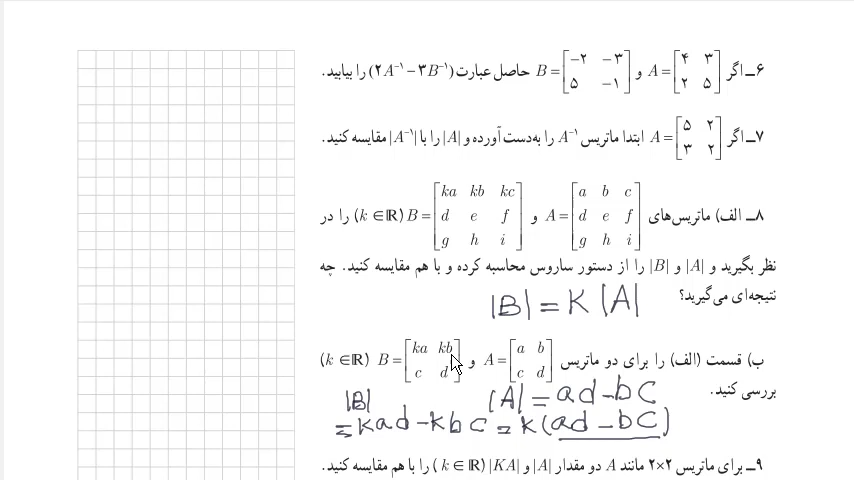 ۶ــ اگر A = [۴ ۳ ; ۲ ۵] و B = [−۲ −۳ ; ۵ −۱] حاصل عبارت (۲A⁻¹ − ۳B⁻¹) را بیابید.
۷ــ اگر A = [۵ ۲ ; ۳ ۲] ابتدا ماتریس A⁻¹ را به‌دست آورده و |A| را با |A⁻¹| مقایسه کنید.
۸ــ الف) ماتریس‌های A = [a b c ; d e f ; g h i] و B = [ka kb kc ; d e f ; g h i] (k ∈ ℝ) را در
نظر بگیرید و |A| و |B| را از دستور ساروس محاسبه کرده و با هم مقایسه کنید. چه
نتیجه‌ای می‌گیرید؟
|B| = K |A|
ب) قسمت (الف) را برای دو ماتریس A = [a b ; c d] و B = [ka kb ; c d] (k ∈ ℝ)
بررسی کنید.
|A| = ad − bc
|B|
= kad − kbc = k(ad − bc)
۹ــ برای ماتریس ۲×۲ مانند A دو مقدار |A| و |KA| (k ∈ ℝ) را با هم مقایسه کنید.